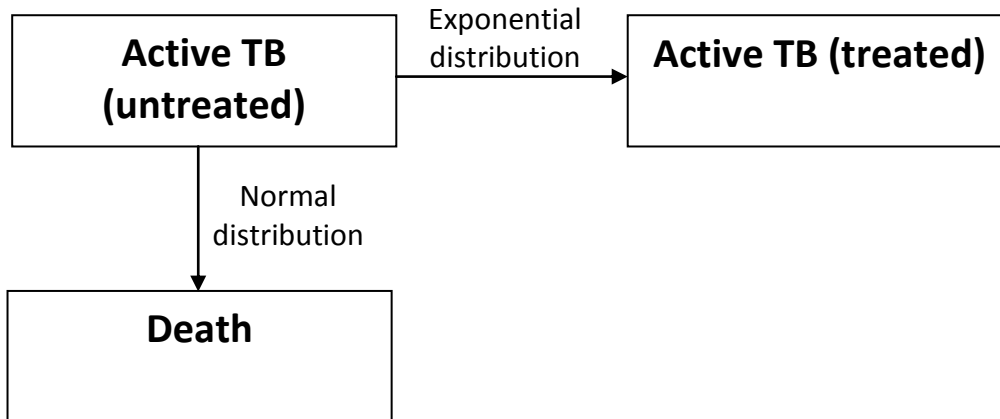 Active TB
(untreated)
Exponential
distribution
Active TB (treated)
Normal
distribution
Death